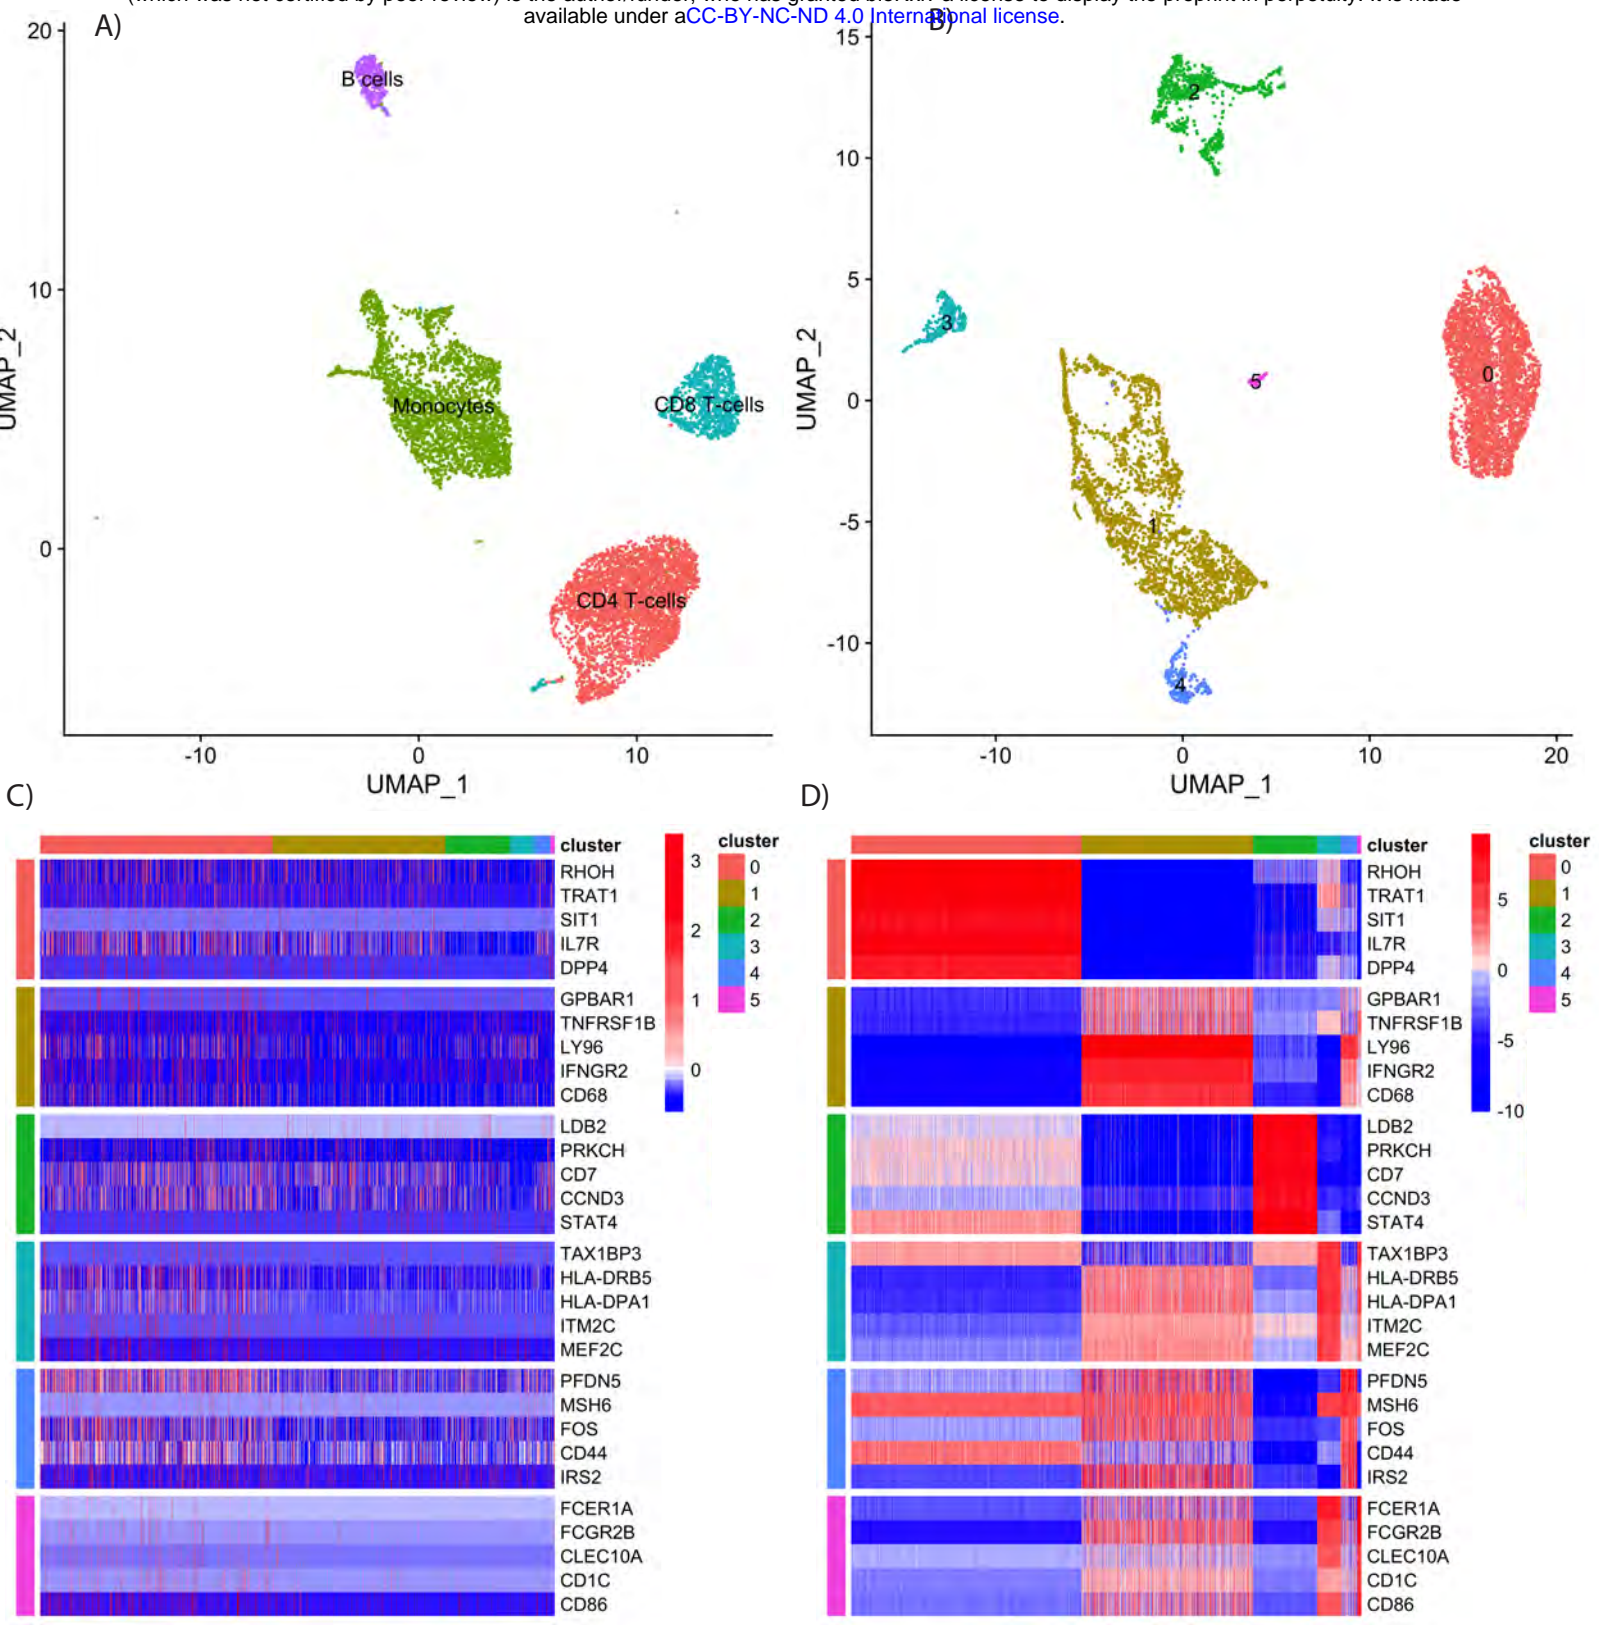 available under aCC-BY-NC-ND 4.0 International license.
A)
B)
20
10
0
UMAP_2
B cells
Monocytes
CD8 T-cells
CD4 T-cells
-10
0
10
UMAP_1
15
10
5
0
-5
-10
UMAP_2
2
3
5
0
1
4
-10
0
10
20
UMAP_1
C)
cluster
RHOH
TRAT1
SIT1
IL7R
DPP4
GPBAR1
TNFRSF1B
LY96
IFNGR2
CD68
LDB2
PRKCH
CD7
CCND3
STAT4
TAX1BP3
HLA-DRB5
HLA-DPA1
ITM2C
MEF2C
PFDN5
MSH6
FOS
CD44
IRS2
FCER1A
FCGR2B
CLEC10A
CD1C
CD86
3
2
1
0
cluster
0
1
2
3
4
5
D)
cluster
RHOH
TRAT1
SIT1
IL7R
DPP4
GPBAR1
TNFRSF1B
LY96
IFNGR2
CD68
LDB2
PRKCH
CD7
CCND3
STAT4
TAX1BP3
HLA-DRB5
HLA-DPA1
ITM2C
MEF2C
PFDN5
MSH6
FOS
CD44
IRS2
FCER1A
FCGR2B
CLEC10A
CD1C
CD86
5
0
-5
-10
cluster
0
1
2
3
4
5